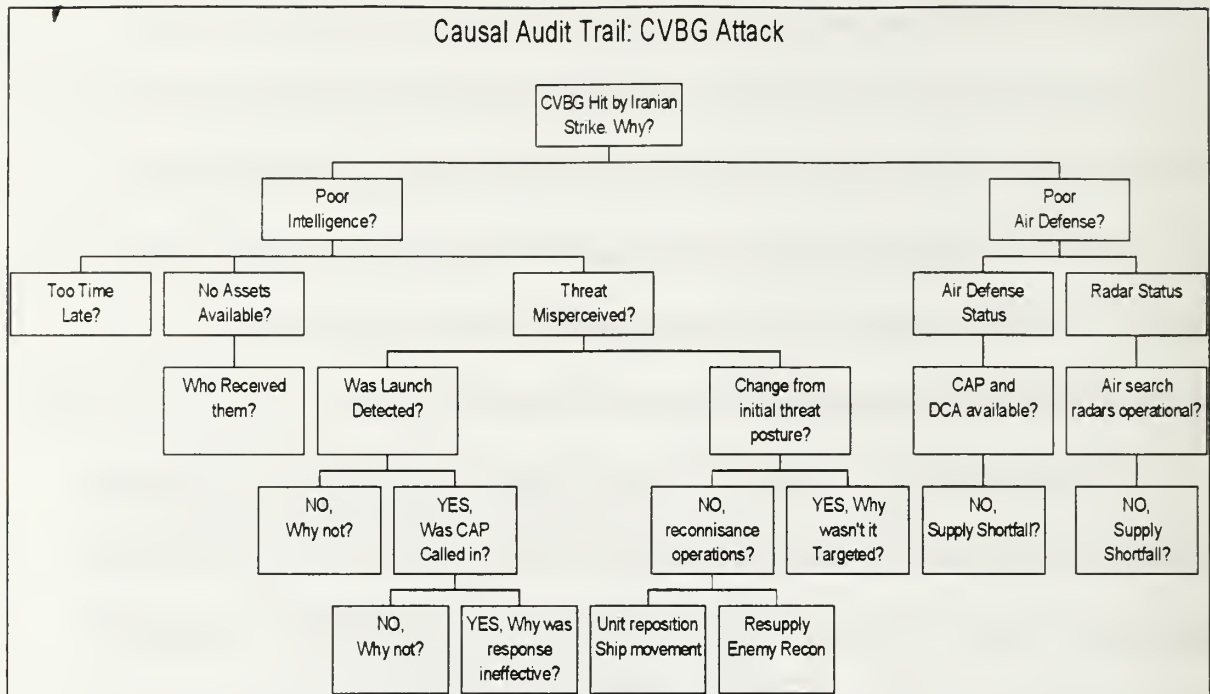 Causal Audit Trail: CVBG Attack
CVBG Hit by Iranian
Strike. Why?
Poor
Intelligence?
Poor
Air Defense?
Too Time
Late?
No Assets
Available?
Threat
Misperceived?
Air Defense
Status
Radar Status
Who Received
them?
Was Launch
Detected?
Change from
initial threat
posture?
CAP and
DCA available?
Air search
radars operational?
NO,
Why not?
YES,
Was CAP
Called in?
NO,
reconnisance
operations?
YES, Why
wasn't it
Targeted?
NO,
Supply Shortfall?
NO,
Supply
Shortfall?
NO,
Why not?
YES, Why was
response
ineffective?
Unit reposition
Ship movement
Resupply
Enemy Recon